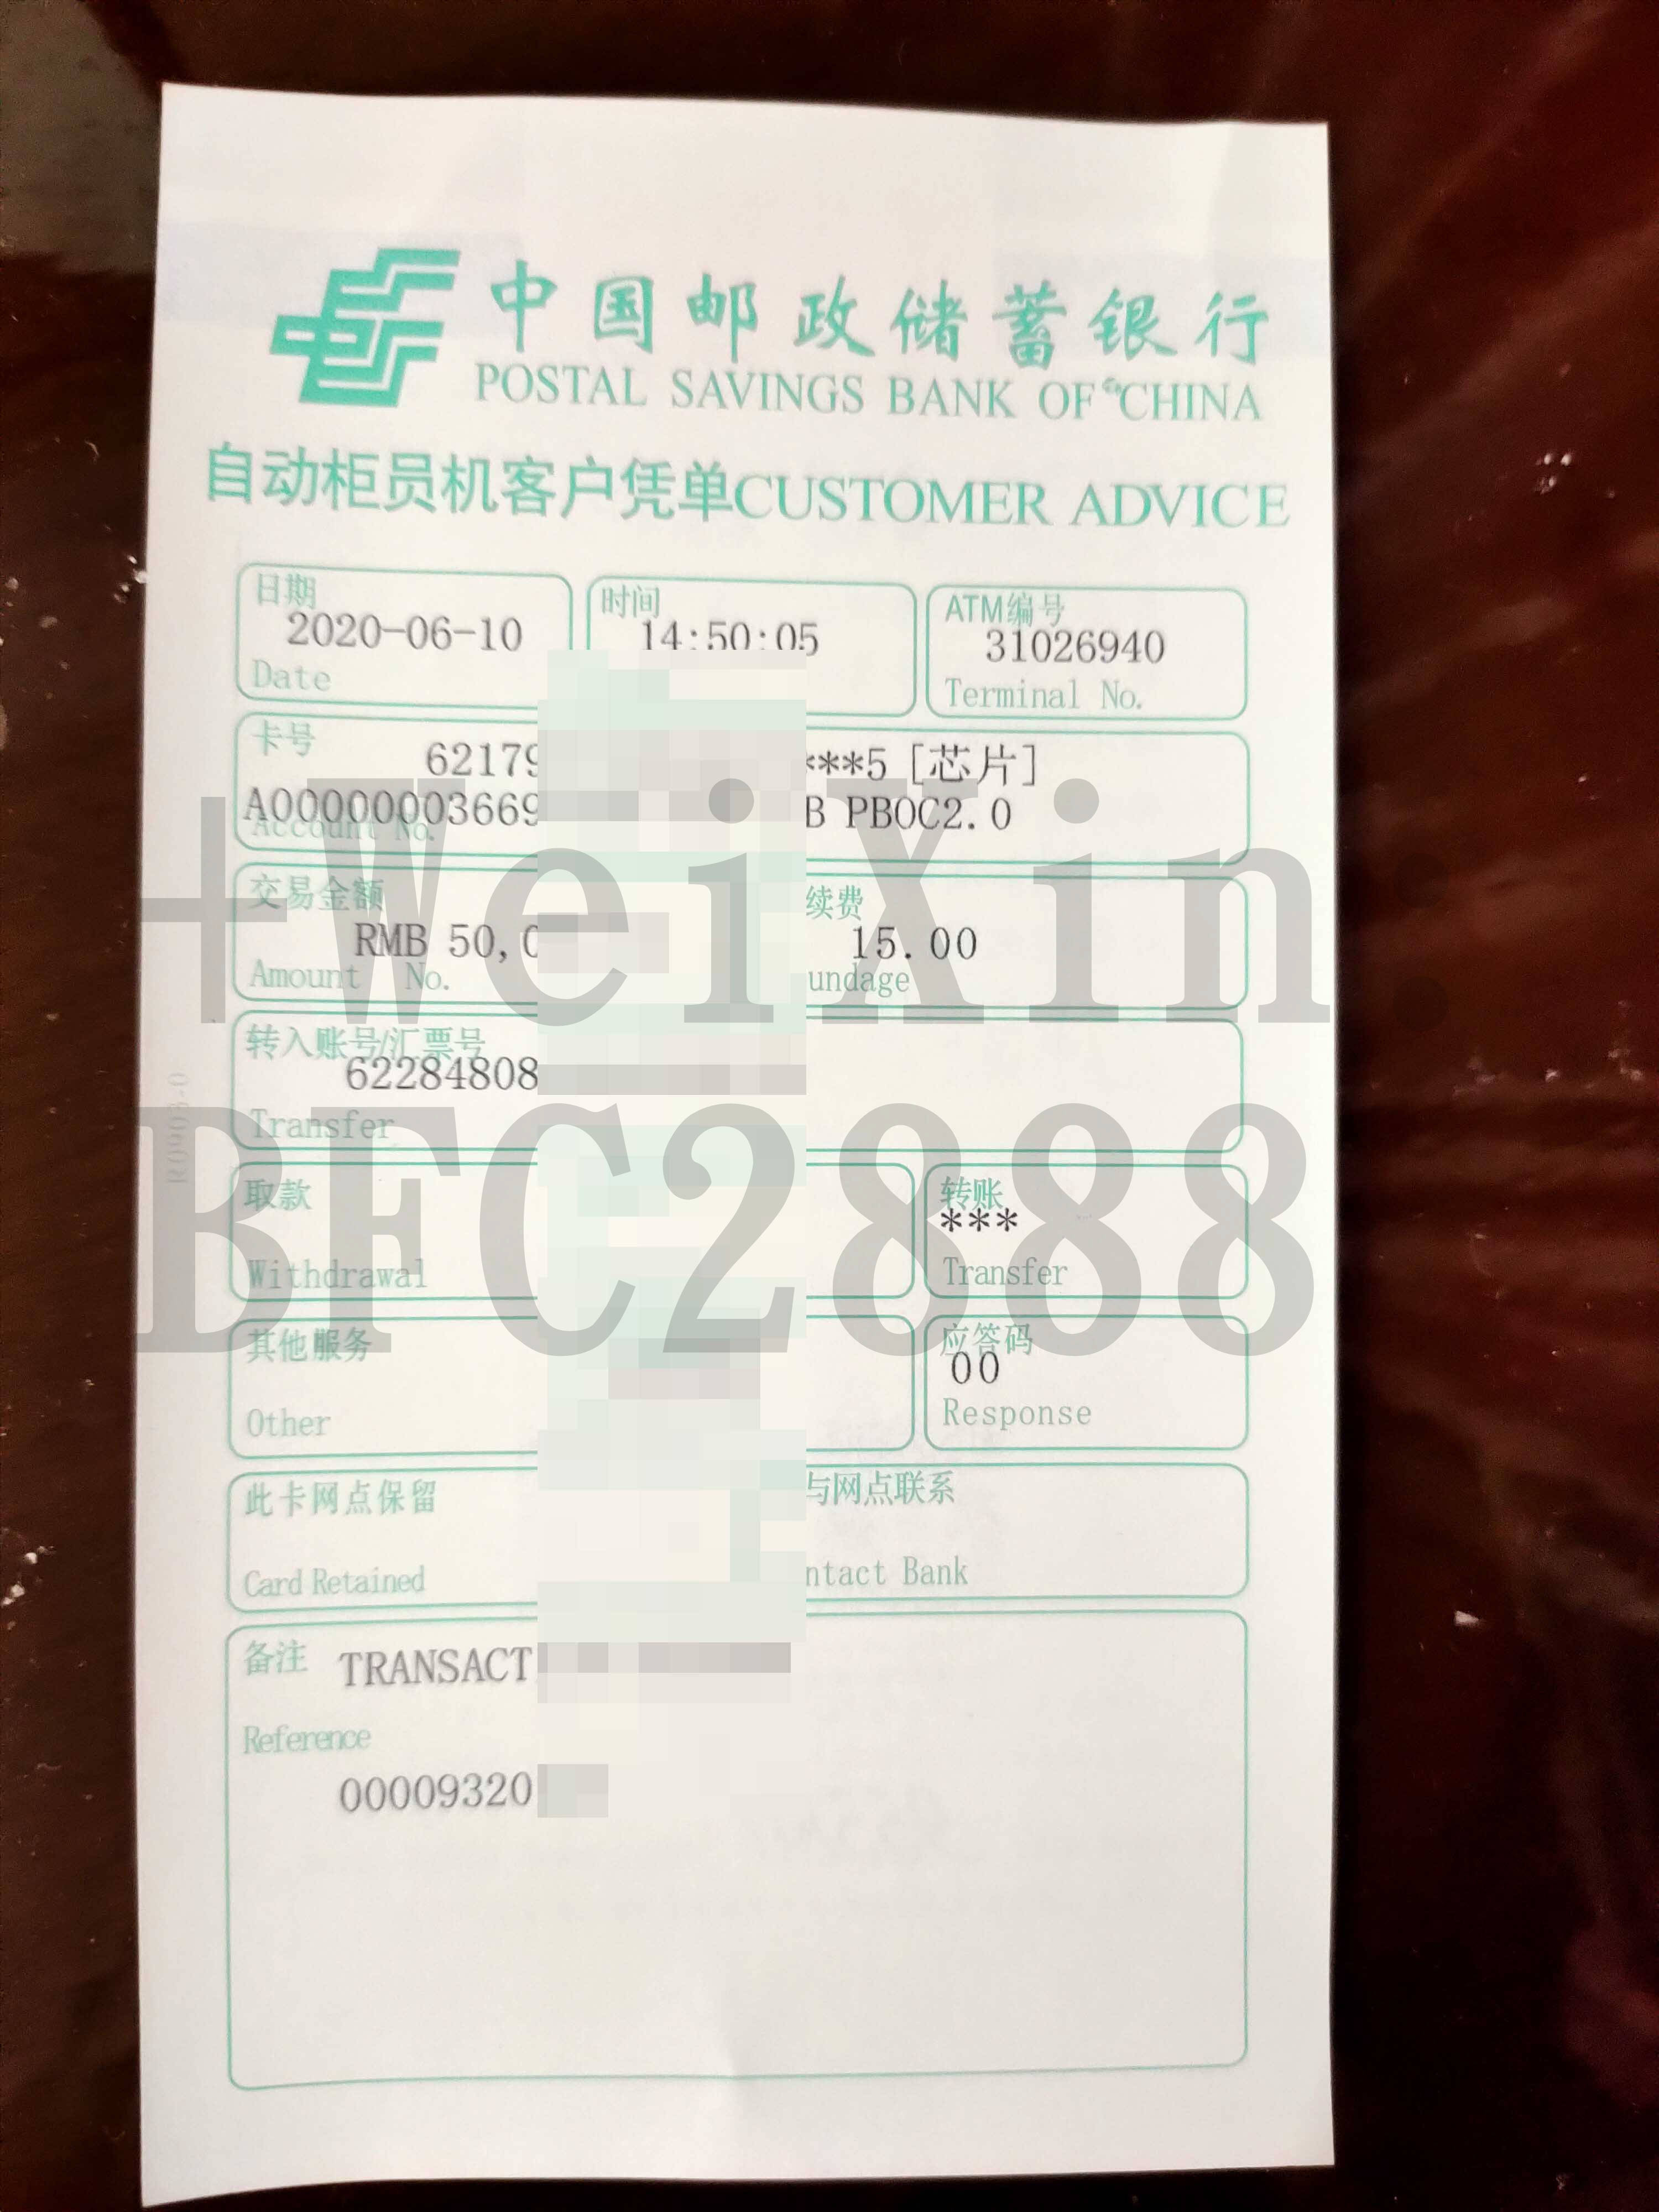 中国邮政储蓄银行
POSTAL SAVINGS BANK OF CHINA
自动柜员机客户凭单CUSTOMER ADVICE
日期
2020-06-10
Date
时间
14:50:05
ATM编号
31026940
Terminal No.
卡号
62179
***5 [芯片]
A000000003669
B PBOC2.0
Account No.
+WeiXin:
交易金额
RMB 50,0
Amount No.
续费
15.00
undage
转入账号/汇票号
62284808
Transfer
R0903-0
BFC2888
取款
Withdrawal
转账
***
Transfer
其他服务
Other
应答码
00
Response
此卡网点保留
Card Retained
与网点联系
ntact Bank
备注
TRANSACT
Reference
00009320